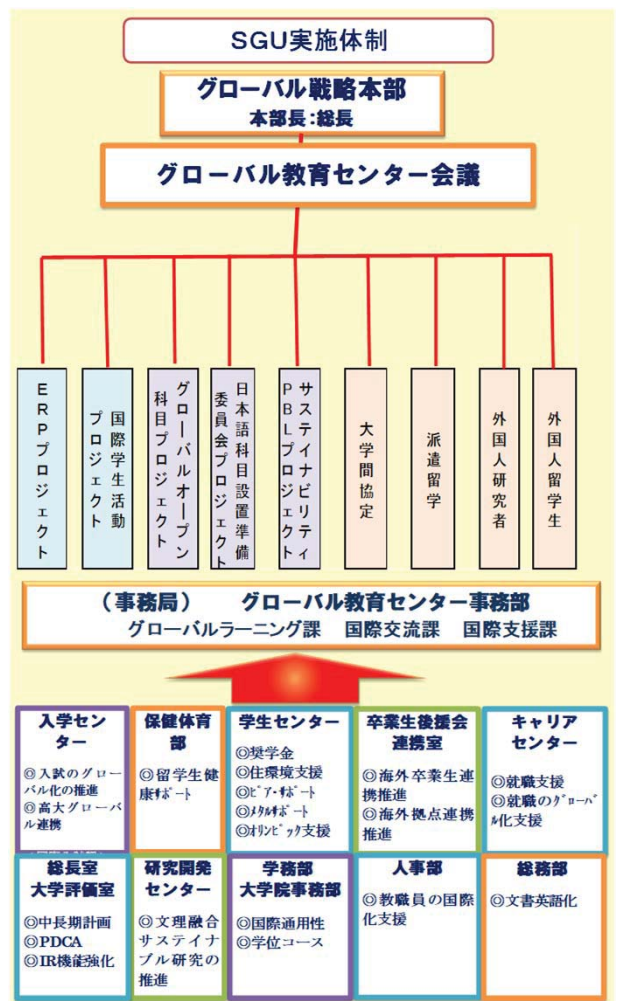 SGU実施体制
グローバル戦略本部
本部長：総長
グローバル教育センター会議
ERPプロジェクト
国際学生活動
プロジェクト
グローバルオープン
科目プロジェクト
日本語科目設置準備
委員会プロジェクト
サステイナビリティ
PBLプロジェクト
大学間協定
派遣留学
外国人研究者
外国人留学生
（事務局）　グローバル教育センター事務部
グローバルラーニング課　国際交流課　国際支援課
入学セン
ター
◎入試のグロー
バル化の推進
◎高大グローバ
ル連携
保健体育
部
◎留学生健
康ｻﾎﾟｰﾄ
学生センター
◎奨学金
◎住環境支援
◎ﾋﾟｱ・ｻﾎﾟｰﾄ
◎ﾒﾀﾙｻﾎﾟｰﾄ
◎ｵﾘﾝﾋﾟｯｸ支援
卒業生後援会
連携室
◎海外卒業生連
携推進
◎海外拠点連携
推進
キャリア
センター
◎就職支援
◎就職のｸﾞﾛｰﾊﾞ
ﾙ化支援
総長室
大学評価室
◎中長期計画
◎PDCA
◎IR機能強化
研究開発
センター
◎文理融合
サステイナ
ブル研究の
推進
学務部
大学院事務部
◎国際通用性
◎学位コース
人事部
◎教職員の国際
化支援
総務部
◎文書英語化